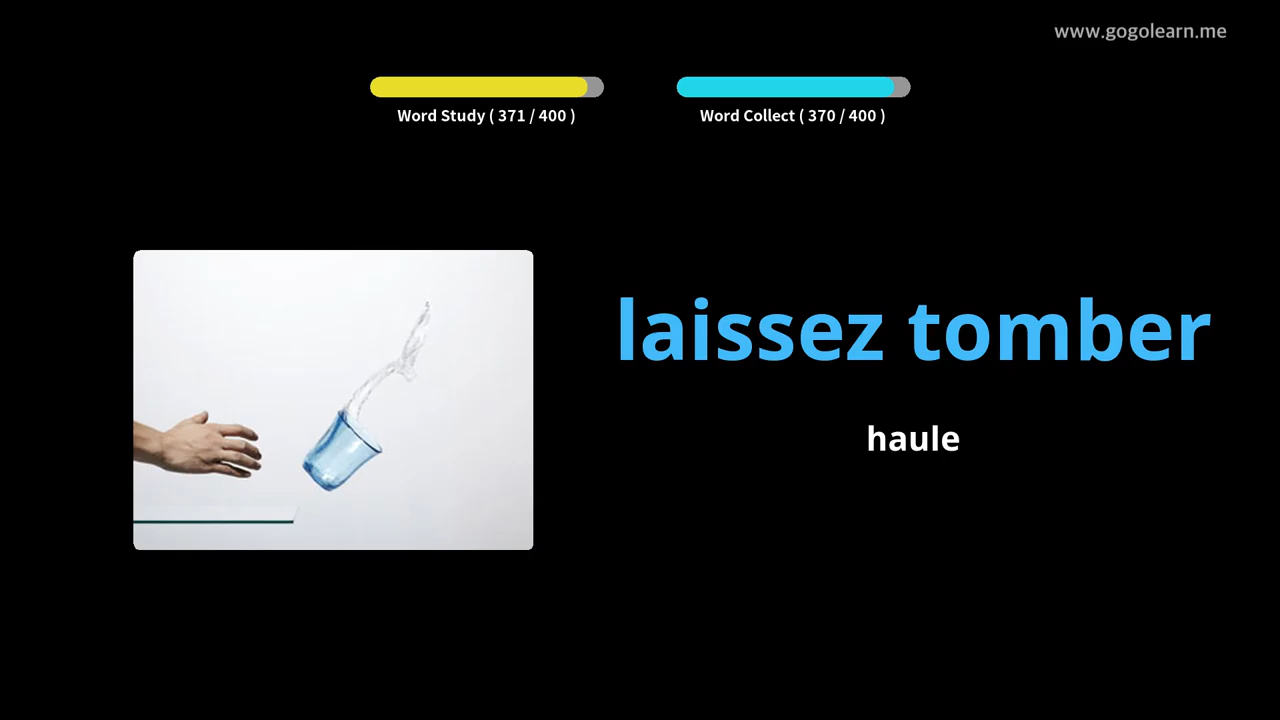 www.gogolearn.me
Word Study ( 371 / 400 )
Word Collect ( 370 / 400 )
laissez tomber
haule